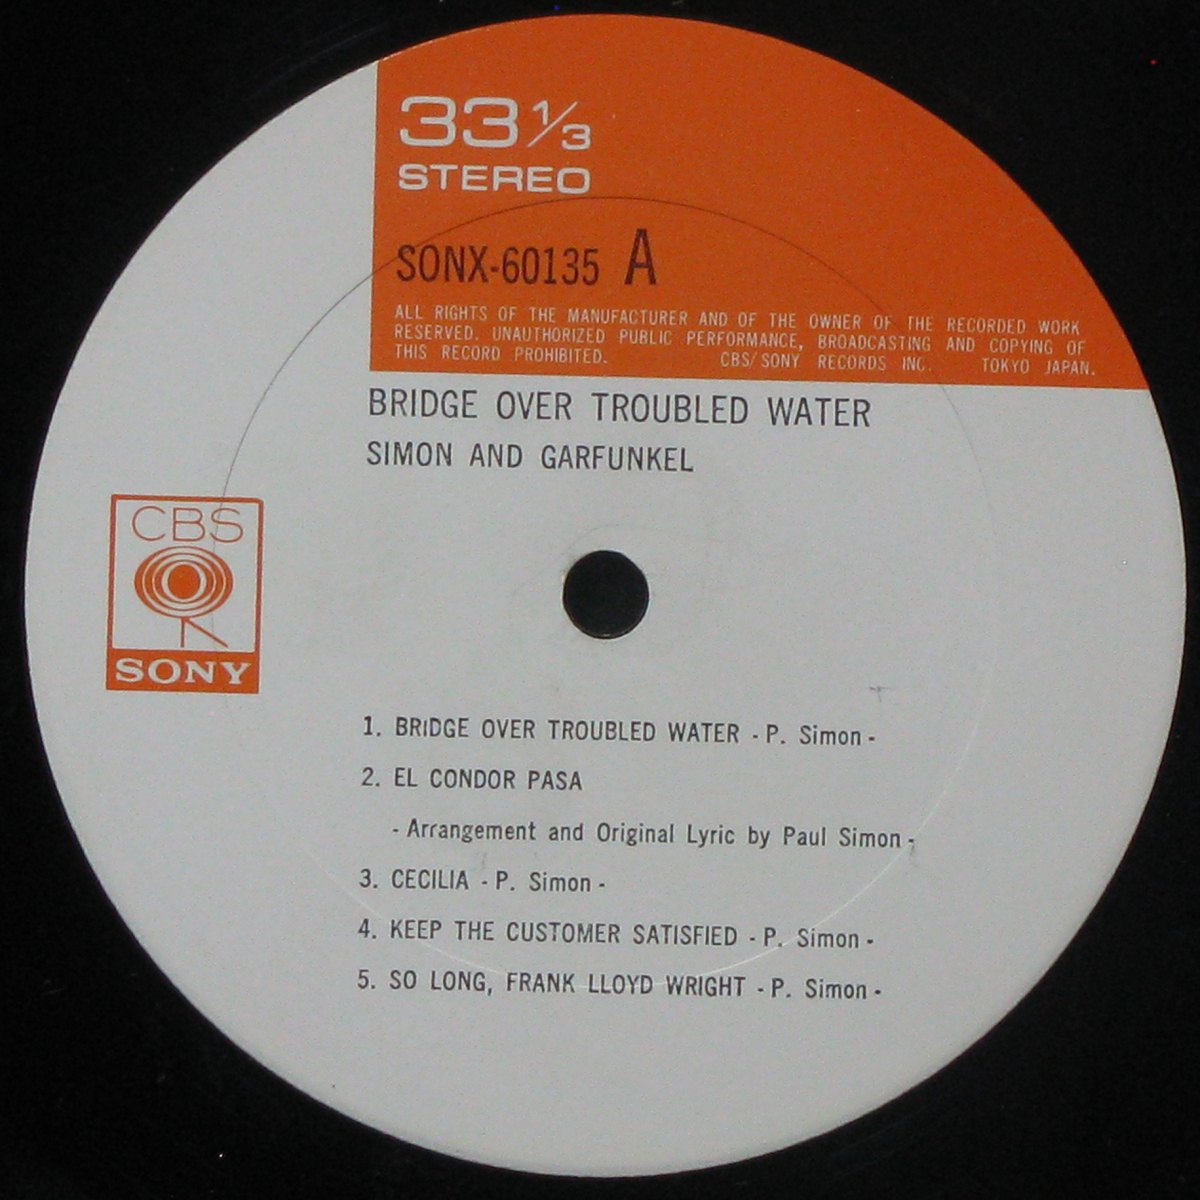 33 1/3
STEREO
SONX-60135 A
ALL RIGHTS OF THE MANUFACTURER AND OF THE OWNER OF THE RECORDED WORK
RESERVED. UNAUTHORIZED PUBLIC PERFORMANCE, BROADCASTING AND COPYING OF
THIS RECORD PROHIBITED. CBS/SONY RECORDS INC. TOKYO JAPAN.
BRIDGE OVER TROUBLED WATER
SIMON AND GARFUNKEL
CBS
SONY
1. BRIDGE OVER TROUBLED WATER - P. Simon -
2. EL CONDOR PASA
- Arrangement and Original Lyric by Paul Simon -
3. CECILIA - P. Simon -
4. KEEP THE CUSTOMER SATISFIED - P. Simon -
5. SO LONG, FRANK LLOYD WRIGHT - P. Simon -